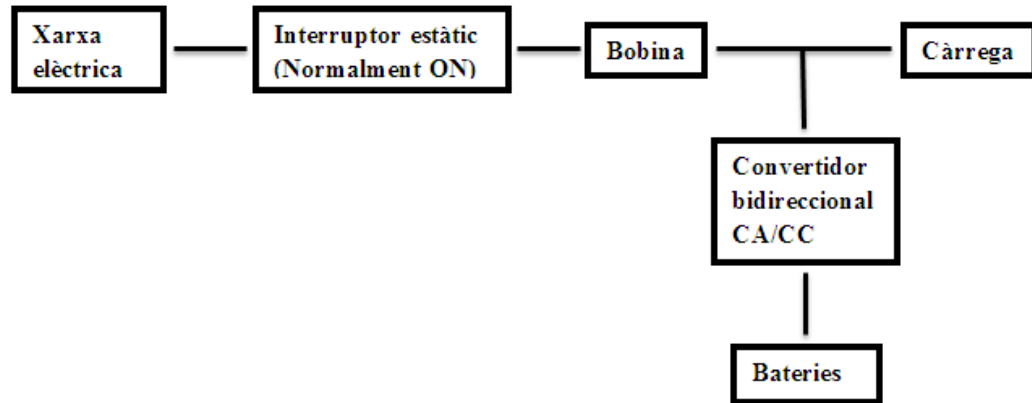 Xarxa
elèctrica
Interruptor estàtic
(Normalment ON)
Bobina
Càrrega
Convertidor
bidireccional
CA/CC
Bateries